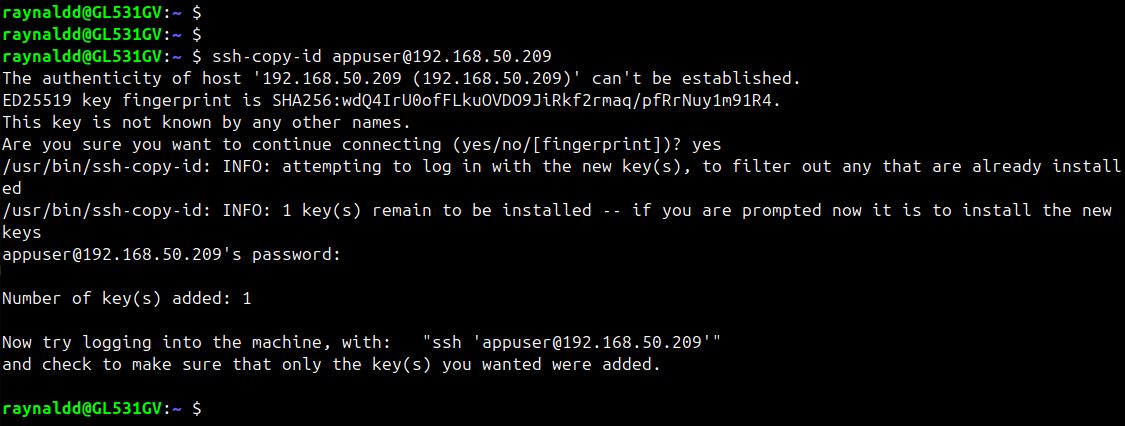 raynaldd@GL531GV:~ $
raynaldd@GL531GV:~ $
raynaldd@GL531GV:~ $ ssh-copy-id appuser@192.168.50.209
The authenticity of host '192.168.50.209 (192.168.50.209)' can't be established.
ED25519 key fingerprint is SHA256:wdQ4IrU0ofFLkuOVDO9JiRkf2rmaq/pfRrNuy1m91R4.
This key is not known by any other names.
Are you sure you want to continue connecting (yes/no/[fingerprint])? yes
/usr/bin/ssh-copy-id: INFO: attempting to log in with the new key(s), to filter out any that are already install
ed
/usr/bin/ssh-copy-id: INFO: 1 key(s) remain to be installed -- if you are prompted now it is to install the new
keys
appuser@192.168.50.209's password:
Number of key(s) added: 1
Now try logging into the machine, with:   "ssh 'appuser@192.168.50.209'"
and check to make sure that only the key(s) you wanted were added.
raynaldd@GL531GV:~ $